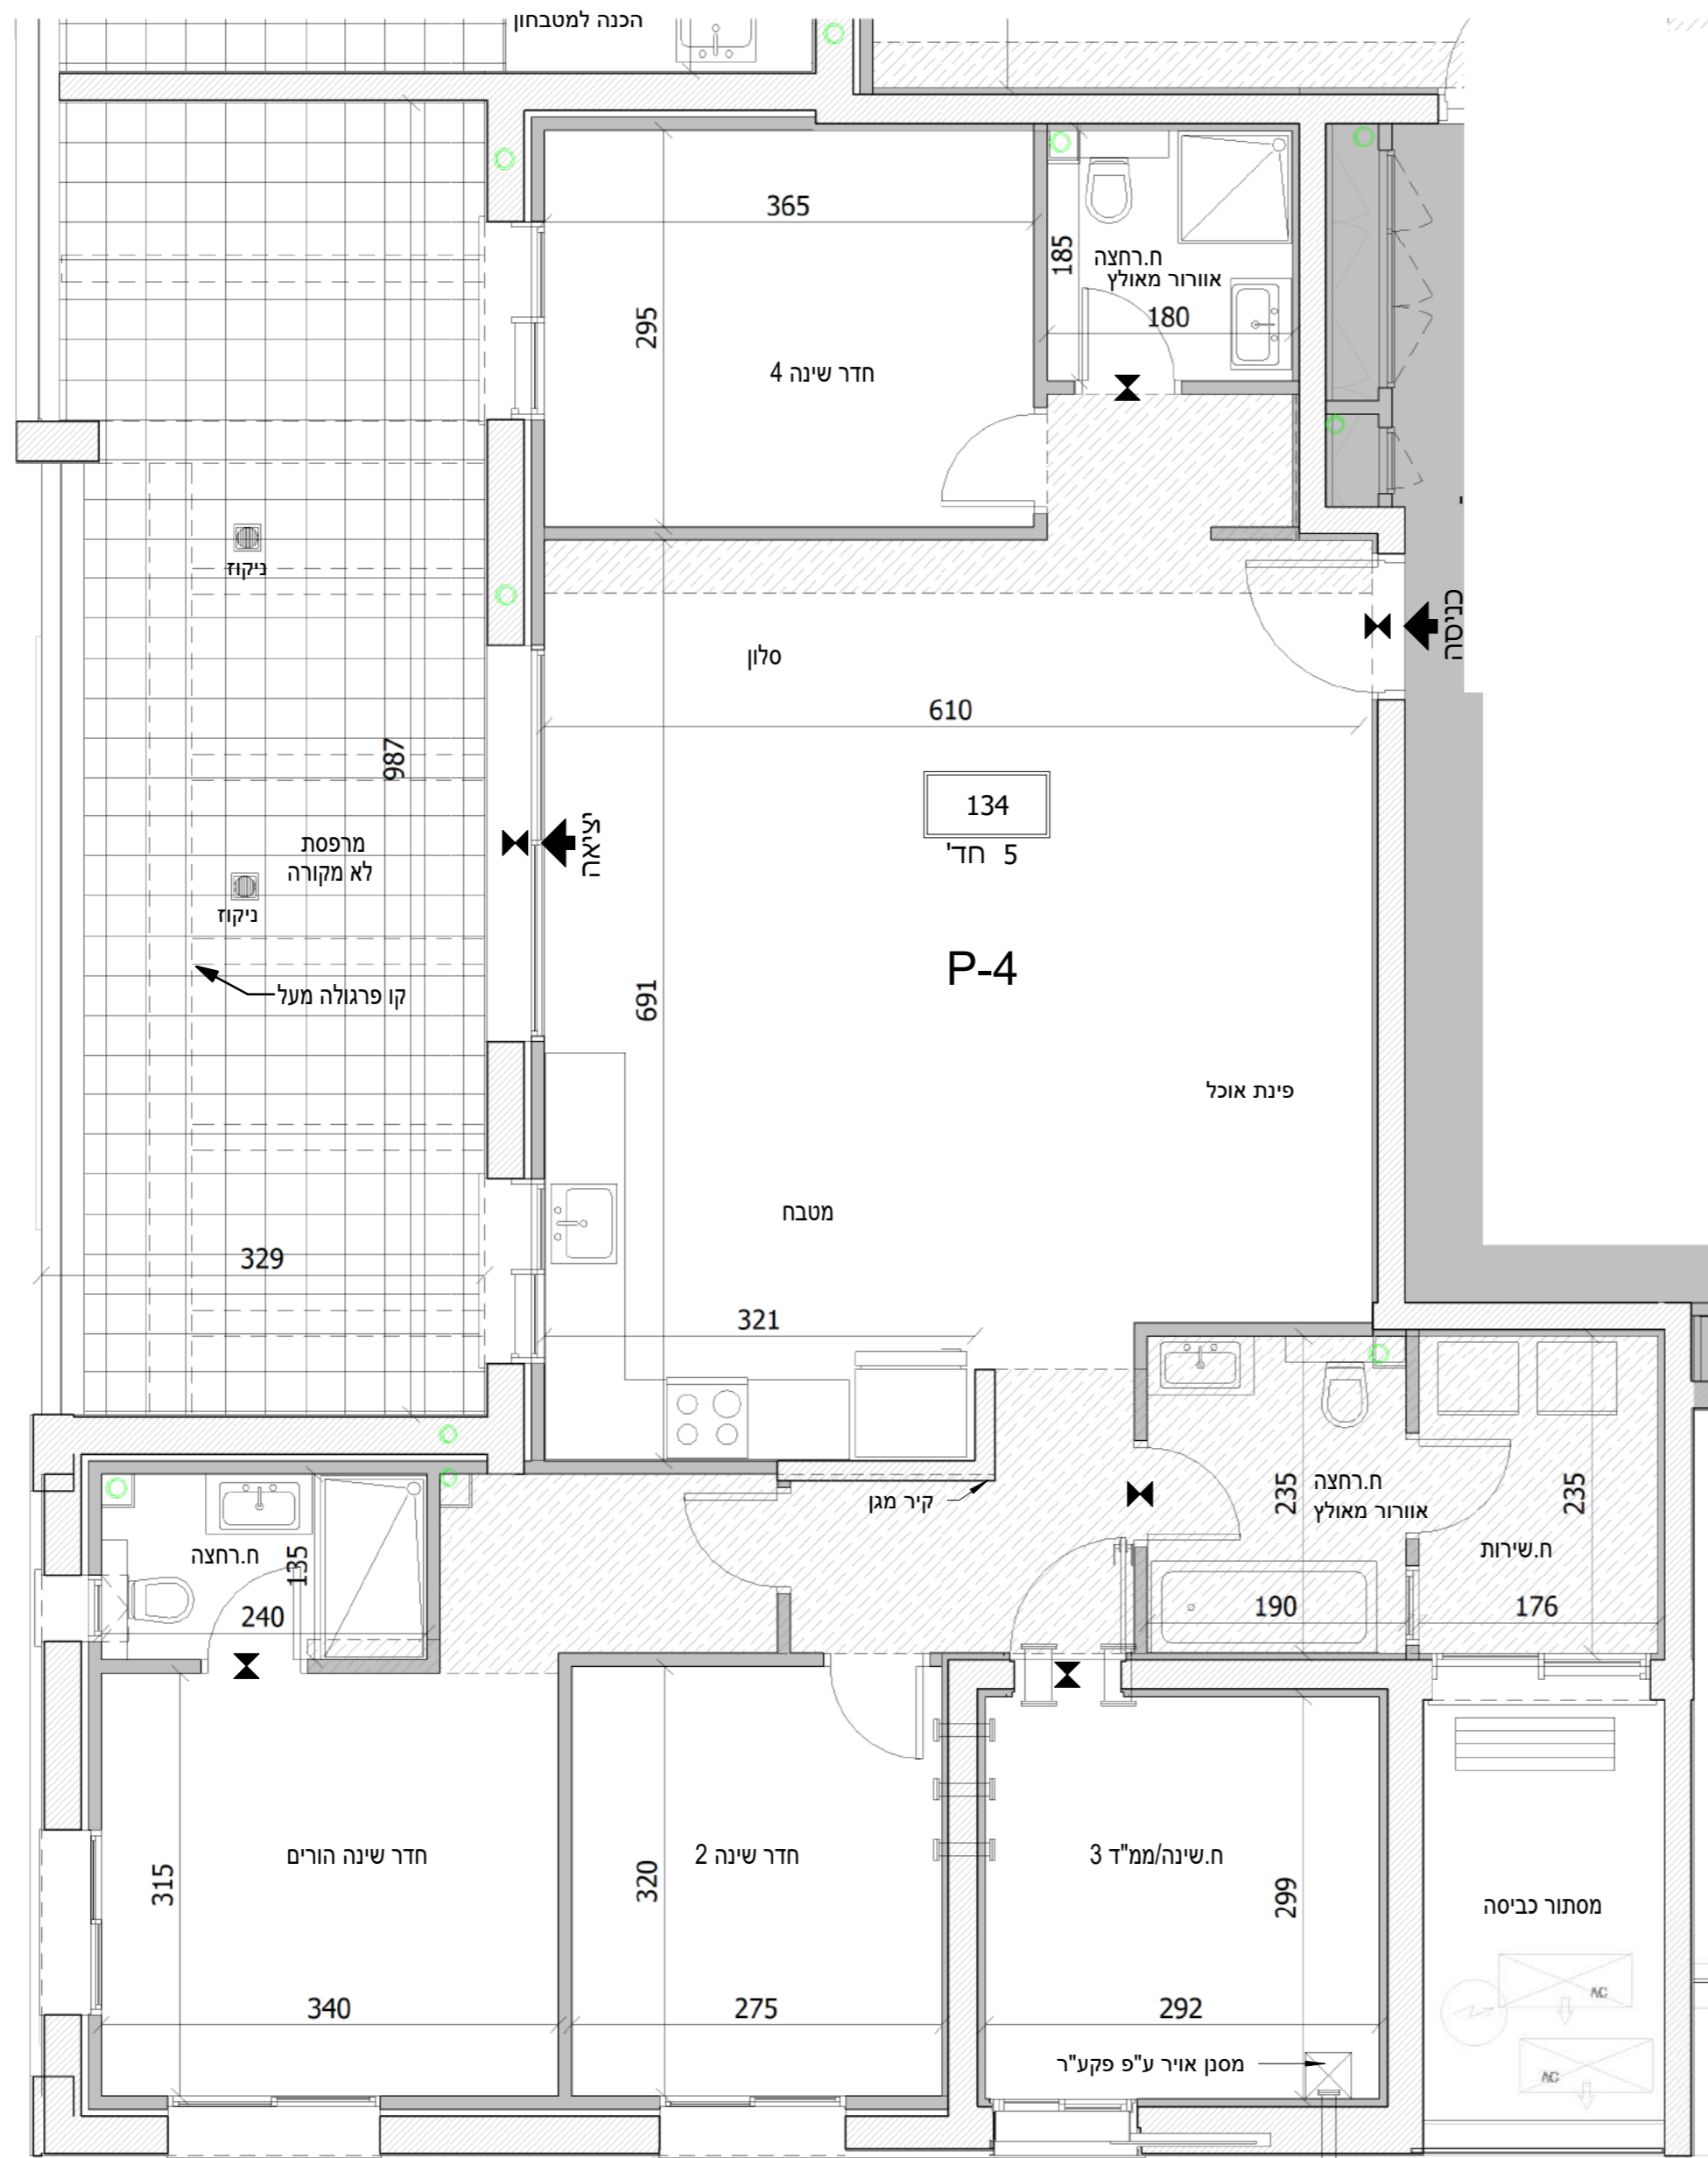 הכנה למטבחון
365
185
ח.רחצה
אוורור מאולץ
180
295
חדר שינה 4
ניקוז
כניסה
סלון
610
987
134
5 חד'
יציאה
מרפסת
לא מקורה
ניקוז
P-4
קו פרגולה מעל
691
פינת אוכל
מטבח
329
321
קיר מגן
235
ח.רחצה
אוורור מאולץ
235
ח.שירות
ח.רחצה
135
240
190
176
חדר שינה הורים
315
חדר שינה 2
320
ח.שינה/ממ"ד 3
299
מסתור כביסה
340
275
292
AC
מסנן אויר ע"פ פקע"ר
AC